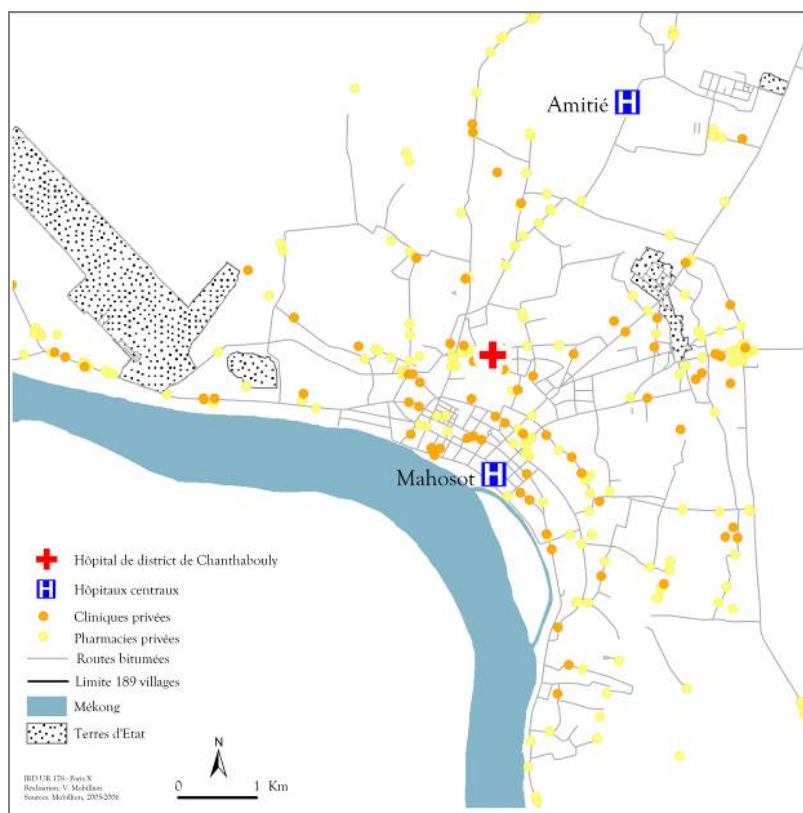 Amitié
H
Mahosot
H
Hôpital de district de Chanthabouly
H
Hôpitaux centraux
Cliniques privées
Pharmacies privées
Routes bitumées
Limite 189 villages
Mékong
Terres d'Etat
N
0 1 Km
IRD UR 178 - Paris X
Réalisation: V. Mobillion
Sources: Mobillion, 2005-2006